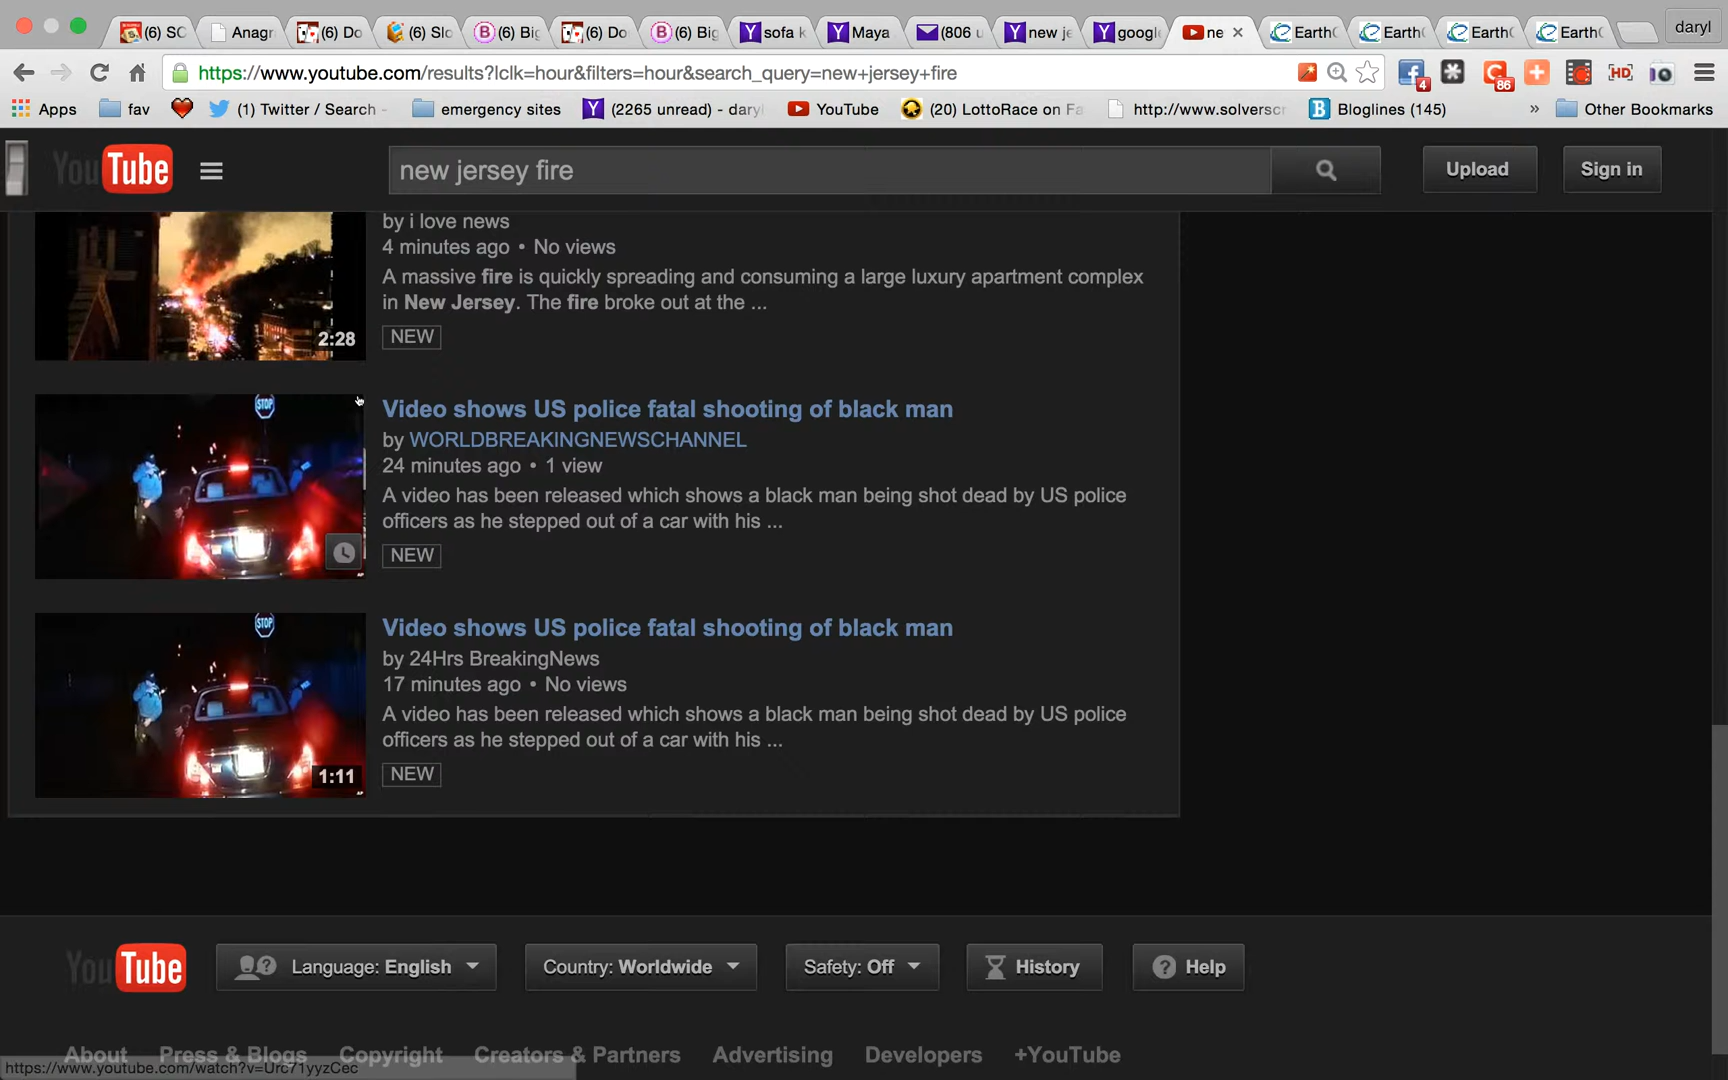 (6) SC
Anagr
(6) Do
(6) Slo
(6) Big
(6) Do
(6) Big
sofa k
Maya
(806 u
new je
google
ne
EarthC
EarthC
EarthC
EarthC
daryl
https://www.youtube.com/results?lclk=hour&filters=hour&search_query=new+jersey+fire
4
86
HD
Apps
fav
(1) Twitter / Search -
emergency sites
(2265 unread) - dary
YouTube
(20) LottoRace on Fa
http://www.solverscr
Bloglines (145)
»
Other Bookmarks
YouTube
new jersey fire
Upload
Sign in
by i love news
4 minutes ago • No views
A massive fire is quickly spreading and consuming a large luxury apartment complex
in New Jersey. The fire broke out at the ...
NEW
2:28
STOP
Video shows US police fatal shooting of black man
by WORLDBREAKINGNEWSCHANNEL
24 minutes ago • 1 view
A video has been released which shows a black man being shot dead by US police
officers as he stepped out of a car with his ...
NEW
STOP
Video shows US police fatal shooting of black man
by 24Hrs BreakingNews
17 minutes ago • No views
A video has been released which shows a black man being shot dead by US police
officers as he stepped out of a car with his ...
NEW
1:11
YouTube
Language: English
Country: Worldwide
Safety: Off
History
Help
About
Press & Blogs
Copyright
Creators & Partners
Advertising
Developers
+YouTube
https://www.youtube.com/watch?v=Urc71yyzCec